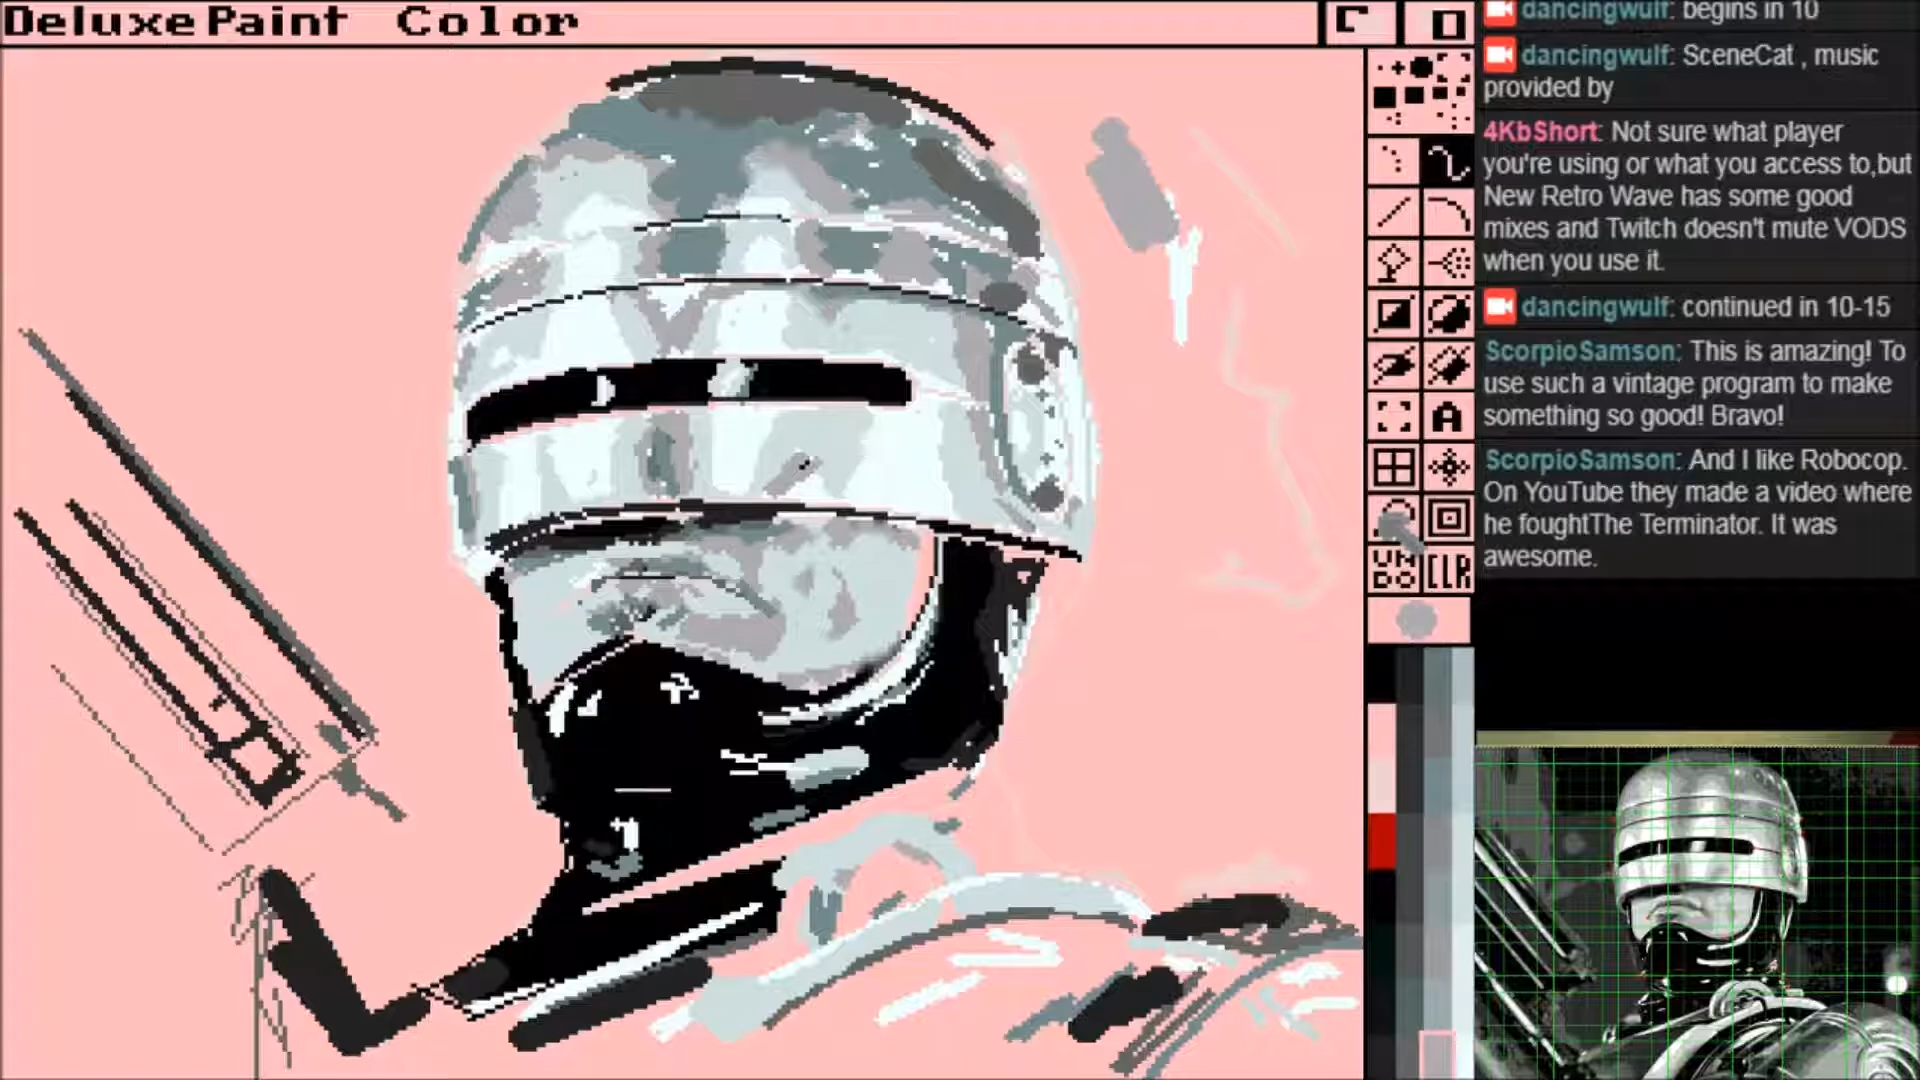 DeluxePaint Color
dancingwulf: begins in 10
dancingwulf: SceneCat , music
provided by
4KbShort: Not sure what player
you're using or what you access to,but
New Retro Wave has some good
mixes and Twitch doesn't mute VODS
when you use it.
dancingwulf: continued in 10-15
ScorpioSamson: This is amazing! To
use such a vintage program to make
something so good! Bravo!
ScorpioSamson: And I like Robocop.
On YouTube they made a video where
he foughtThe Terminator. It was
awesome.
A
UN
DO
CLR